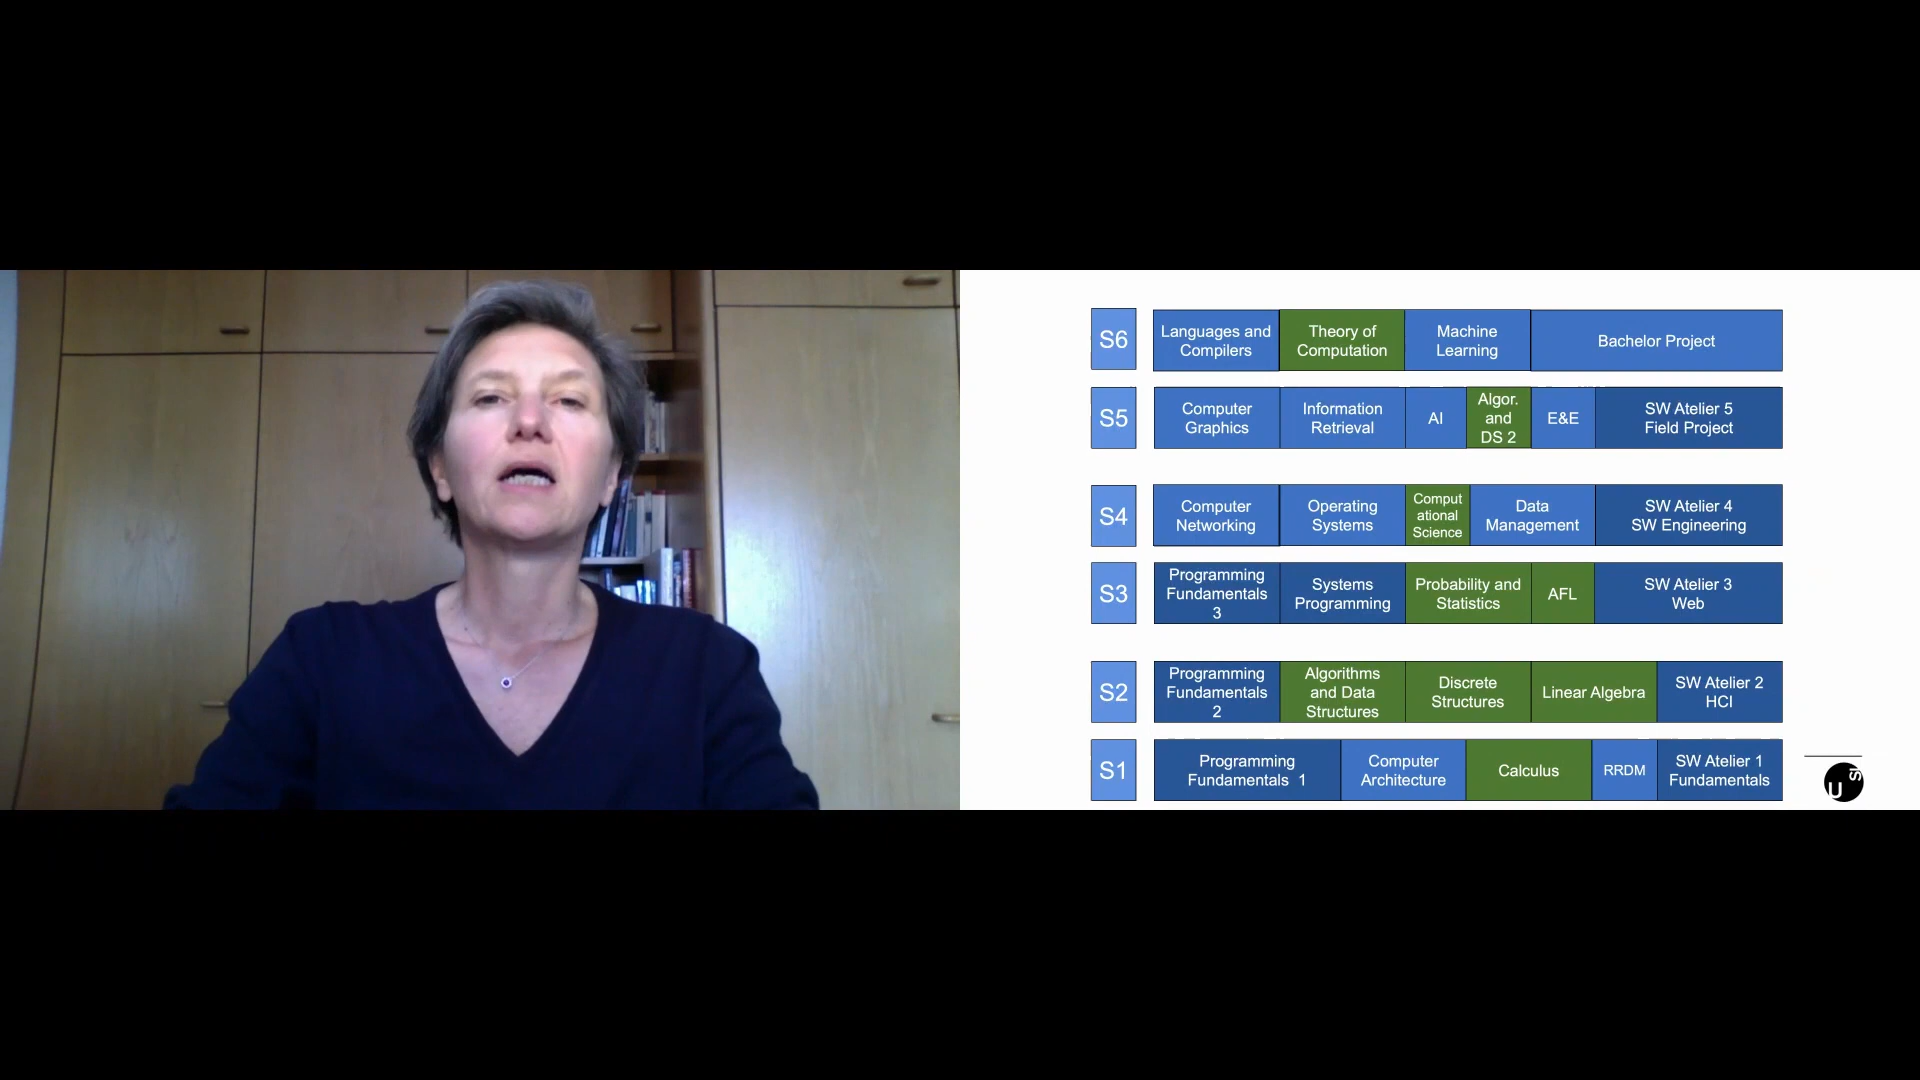 S6
Languages and
Compilers
Theory of
Computation
Machine
Learning
Bachelor Project
S5
Computer
Graphics
Information
Retrieval
AI
Algor.
and
DS 2
E&E
SW Atelier 5
Field Project
S4
Computer
Networking
Operating
Systems
Comput
ational
Science
Data
Management
SW Atelier 4
SW Engineering
S3
Programming
Fundamentals
3
Systems
Programming
Probability and
Statistics
AFL
SW Atelier 3
Web
S2
Programming
Fundamentals
2
Algorithms
and Data
Structures
Discrete
Structures
Linear Algebra
SW Atelier 2
HCI
S1
Programming
Fundamentals 1
Computer
Architecture
Calculus
RRDM
SW Atelier 1
Fundamentals
U
SI